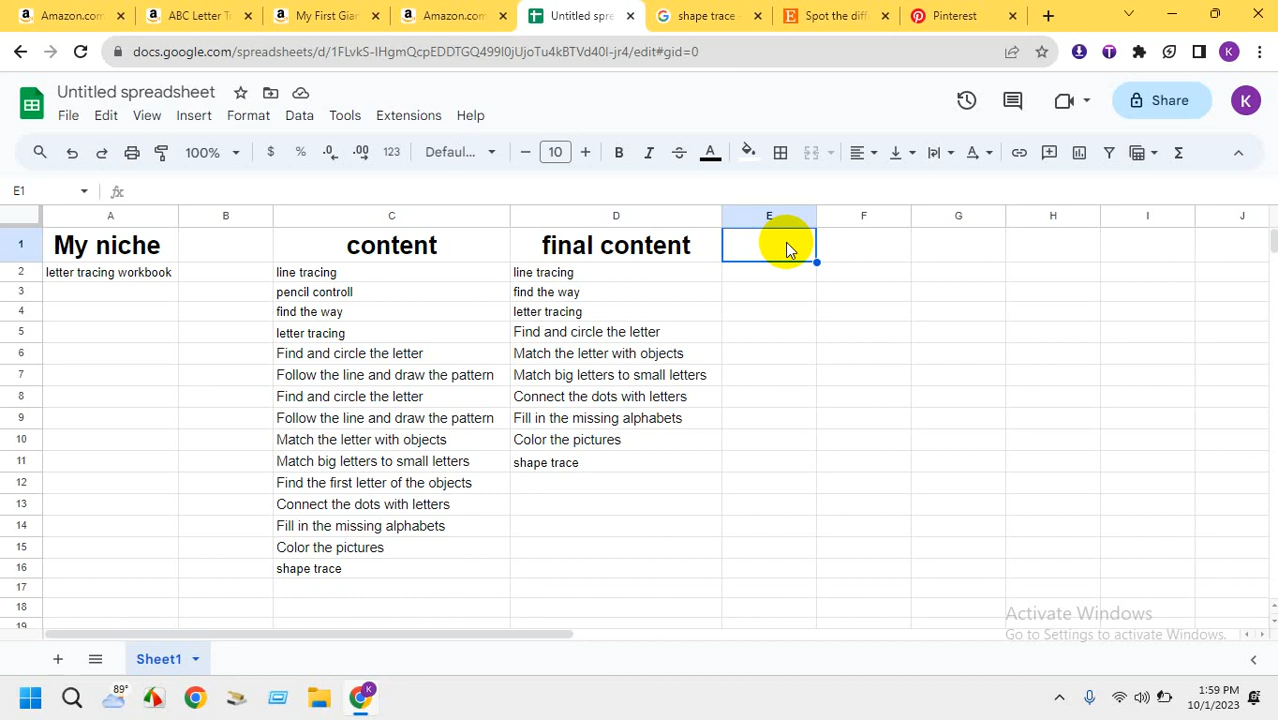 Amazon.com
ABC Letter Tr
My First Giar
Amazon.com
Untitled spre
shape trace
Spot the diff
Pinterest
docs.google.com/spreadsheets/d/
Untitled spreadsheet
Share
K
File Edit View Insert Format Data Tools Extensions Help
100% $ % .0 .00 123 Defaul... 10 B I A
E1 fx
A B C D E F G H I J
1 My niche content final content
2 letter tracing workbook line tracing line tracing
3 pencil controll find the way
4 find the way letter tracing
5 letter tracing Find and circle the letter
6 Find and circle the letter Match the letter with objects
7 Follow the line and draw the pattern Match big letters to small letters
8 Find and circle the letter Connect the dots with letters
9 Follow the line and draw the pattern Fill in the missing alphabets
10 Match the letter with objects Color the pictures
11 Match big letters to small letters shape trace
12 Find the first letter of the objects
13 Connect the dots with letters
14 Fill in the missing alphabets
15 Color the pictures
16 shape trace
17
18
19
Activate Windows
Go to Settings to activate Windows.
Sheet1
89°
1:59 PM
10/1/2023